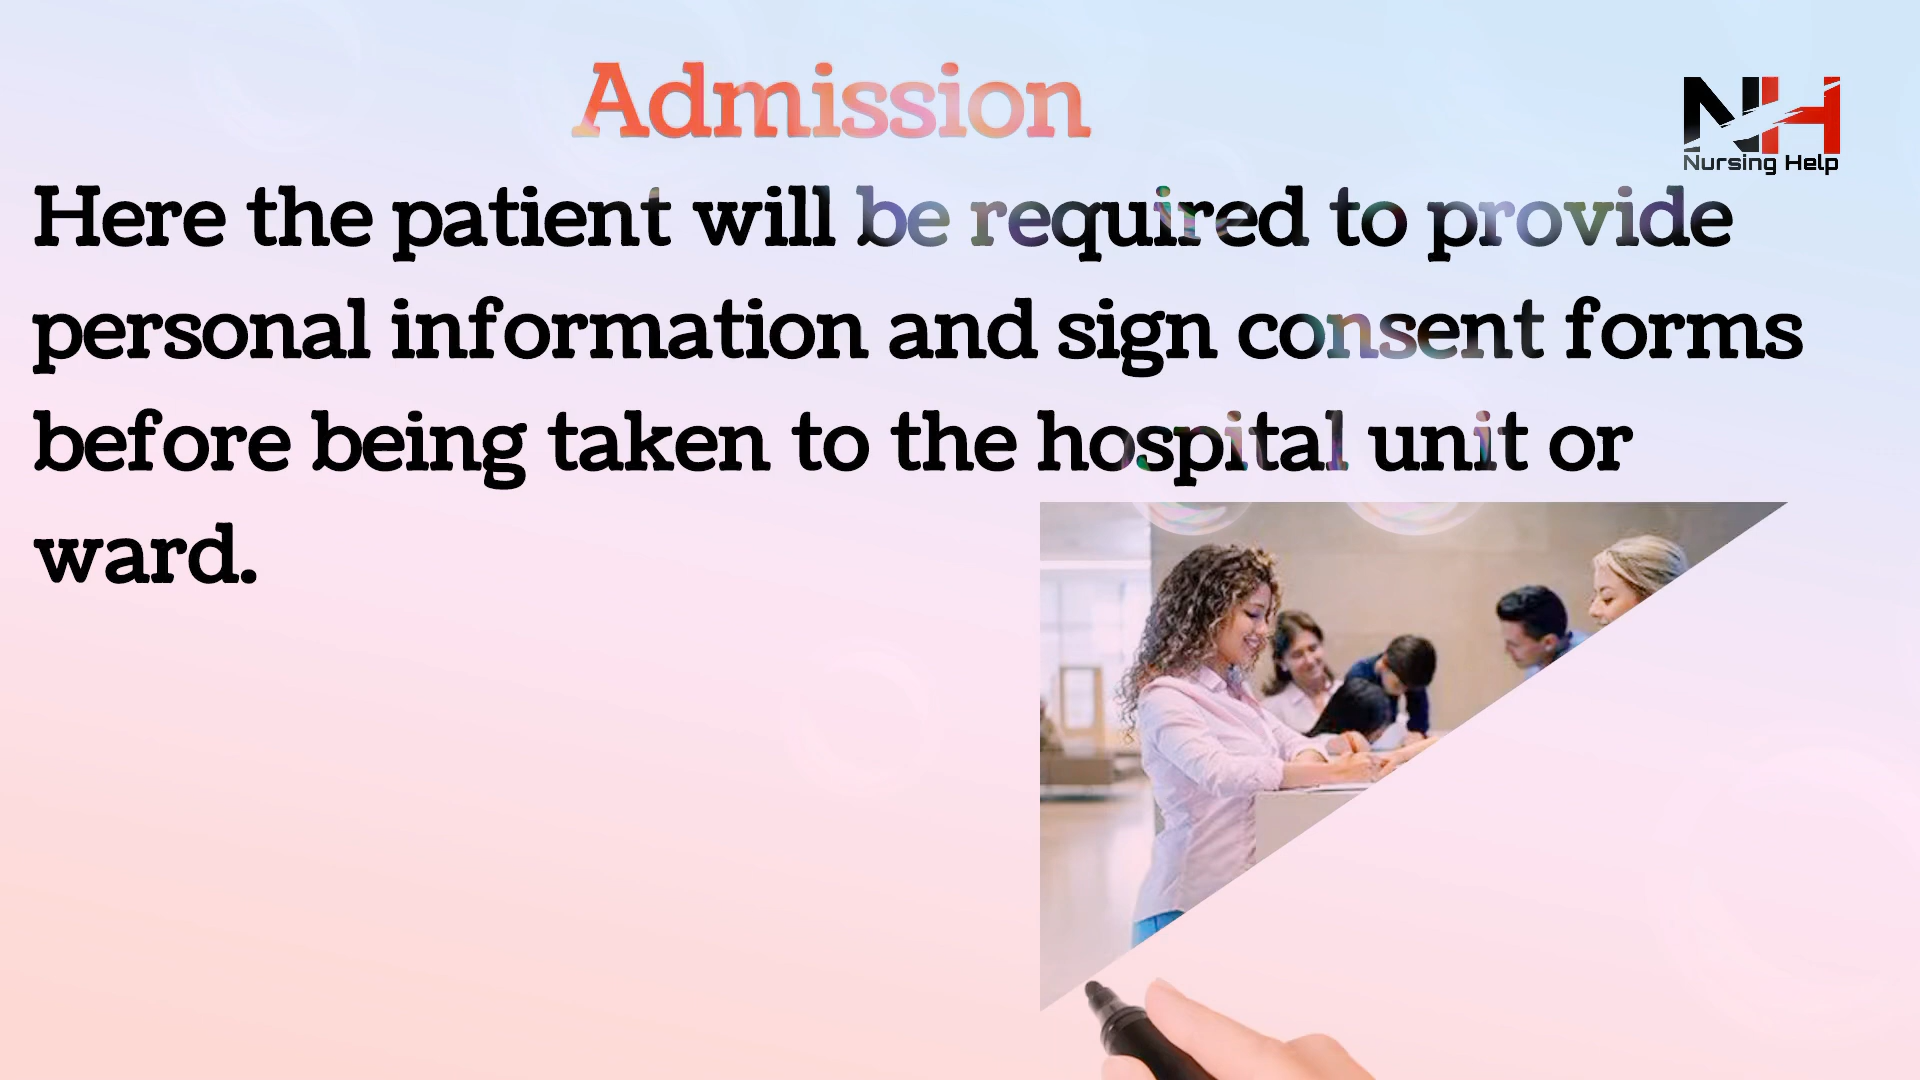 Admission
NH
Nursing Help
Here the patient will be required to provide
personal information and sign consent forms
before being taken to the hospital unit or
ward.